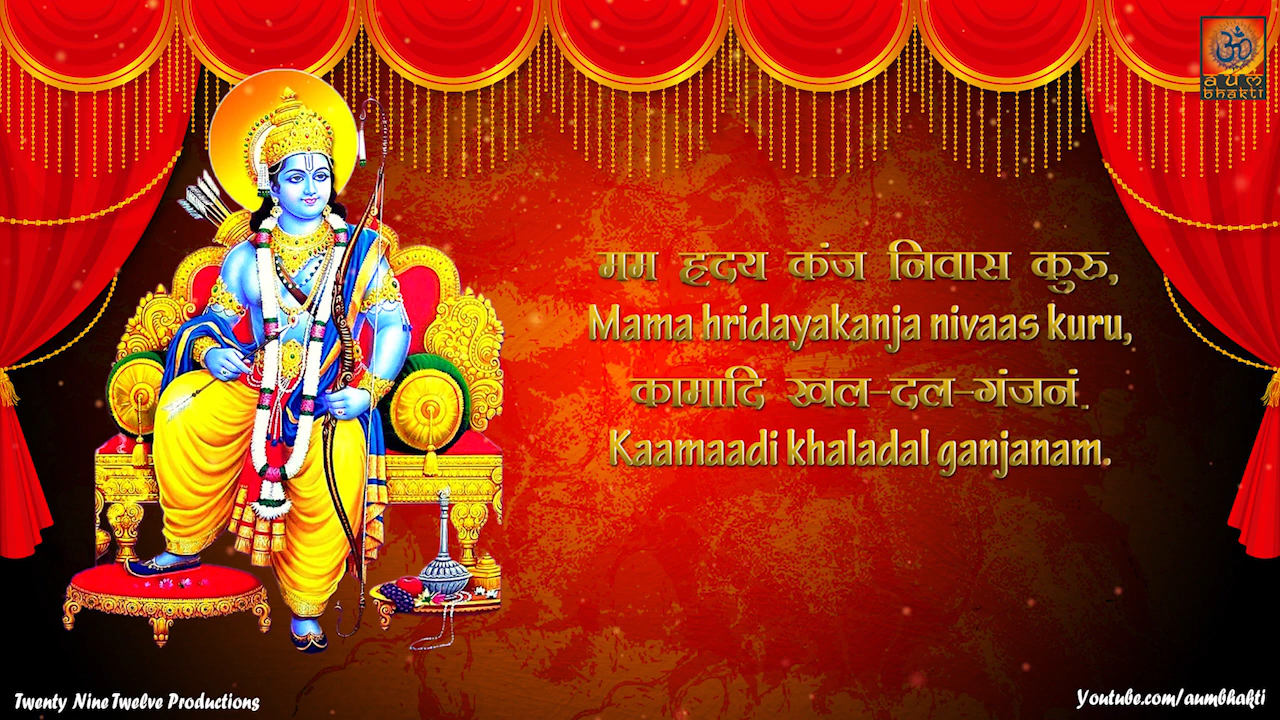 ॐ
aum
bhakti
मम हृदय कंज निवास कुरु,
Mama hridayakanja nivaas kuru,
कामादि खल-दल-गंजनं.
Kaamaadi khaladal ganjanam.
Twenty Nine Twelve Productions
Youtube.com/aumbhakti